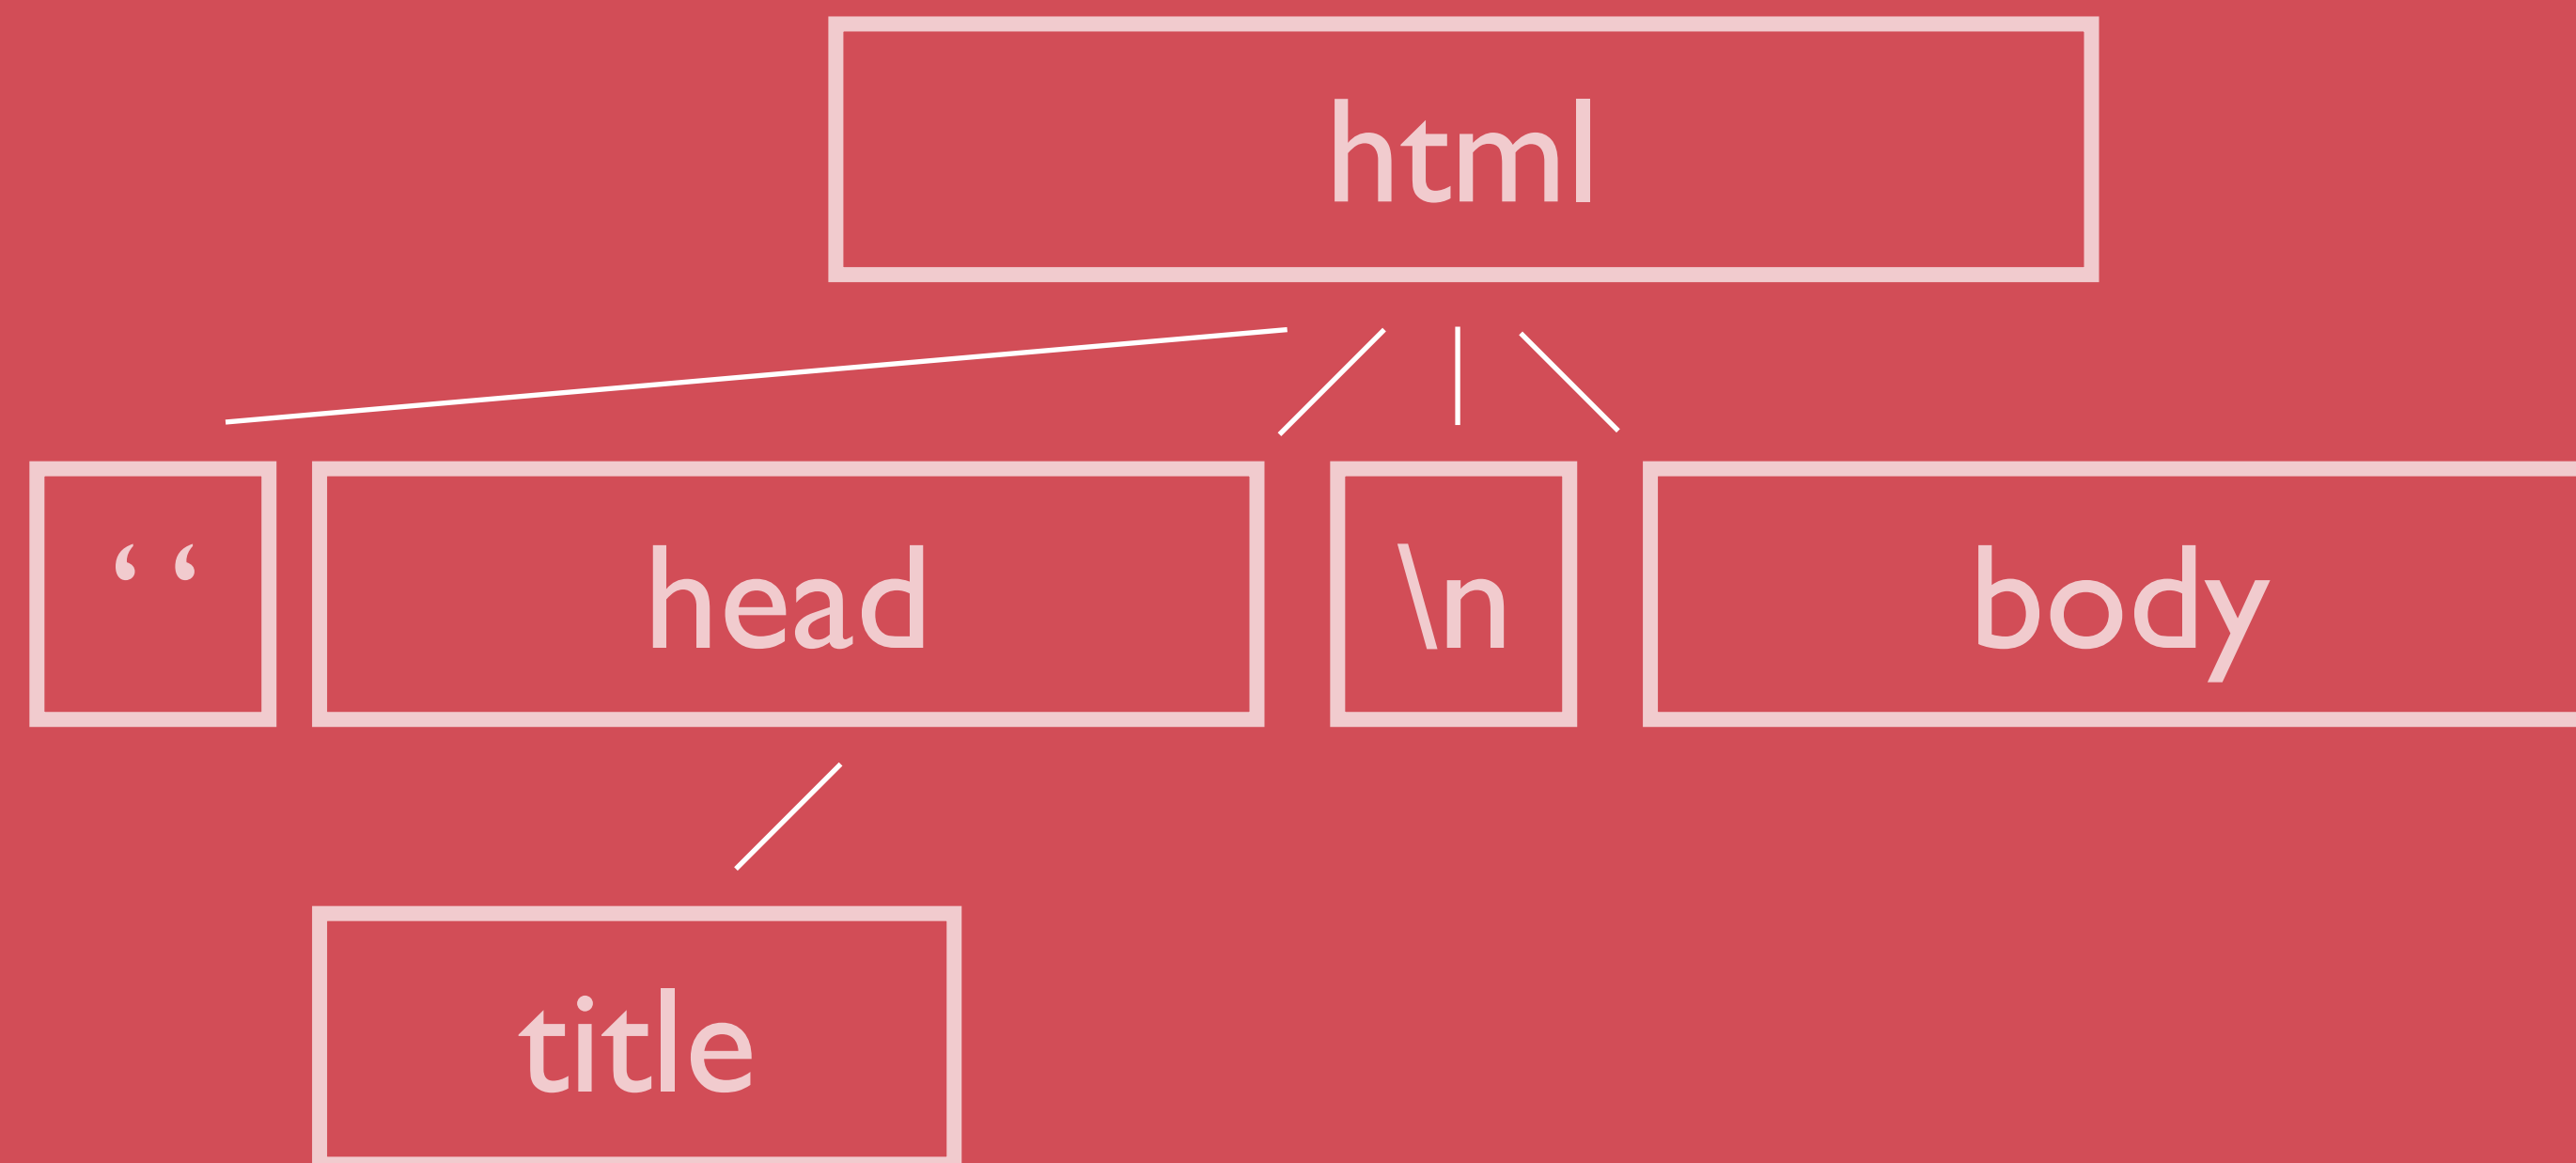 html
‘ ‘
head
\n
body
title